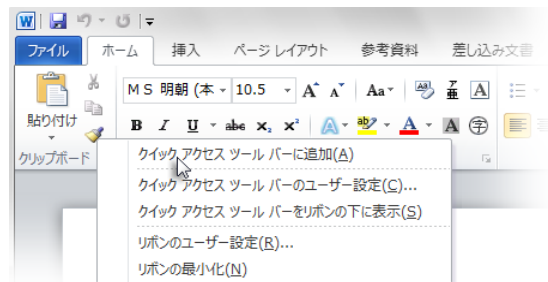 ファイル ホーム 挿入 ページ レイアウト 参考資料 差し込み文書
ＭＳ 明朝 (本 10.5 A A Aa ABC ア亜 A
貼り付け B I U abc x₂ x² A ab A A 字
クリップボード
クイック アクセス ツール バーに追加(A)
クイック アクセス ツール バーのユーザー設定(C)...
クイック アクセス ツール バーをリボンの下に表示(S)
リボンのユーザー設定(R)...
リボンの最小化(N)